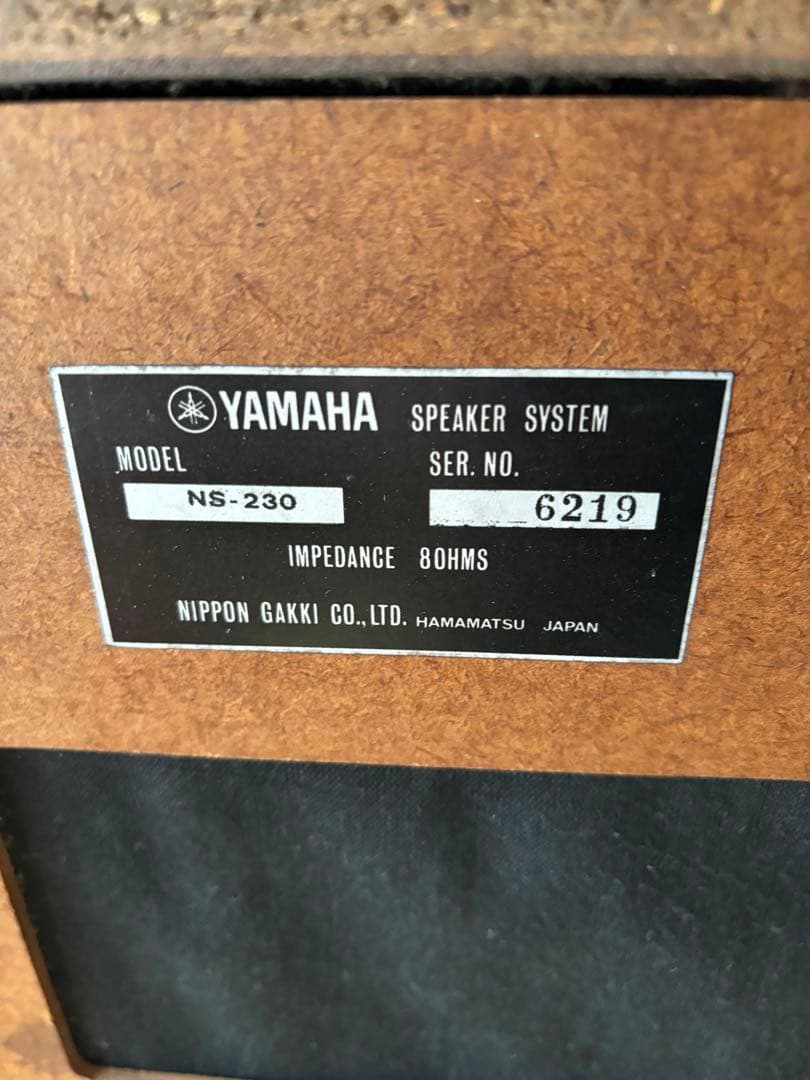 YAMAHA SPEAKER SYSTEM
MODEL SER. NO.
NS-230 6219
IMPEDANCE 8OHMS
NIPPON GAKKI CO., LTD. HAMAMATSU JAPAN